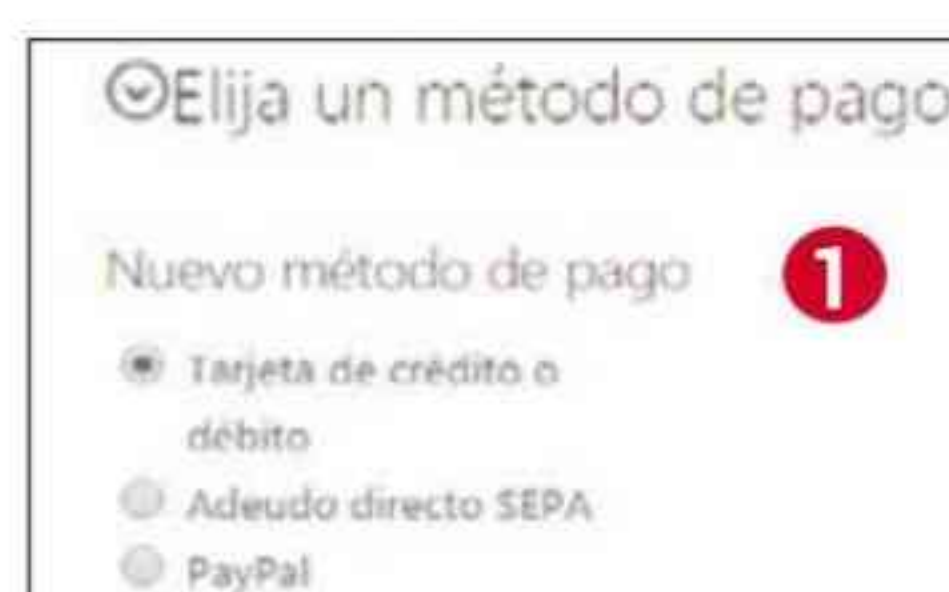 Elija un método de pago
Nuevo método de pago
1
Tarjeta de crédito o
débito
Adeudo directo SEPA
PayPal